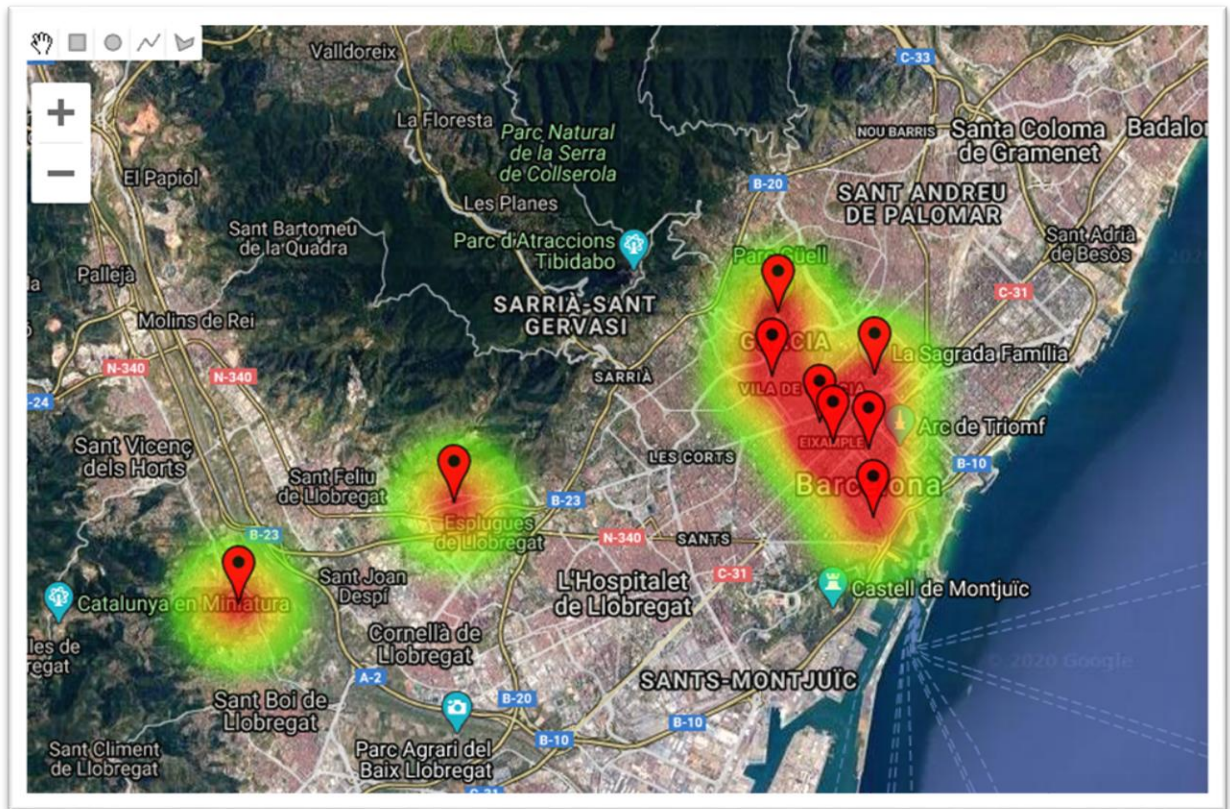 Valldoreix
C-33
La Floresta
Parc Natural
de la Serra
de Collserola
NOU BARRIS
Santa Coloma
de Gramenet
+
−
El Papiol
B-20
Les Planes
SANT ANDREU
DE PALOMAR
Sant Bartomeu
de la Quadra
Parc d'Atraccions
Tibidabo
Parc Güell
Sant Adrià
de Besòs
Pallejà
C-31
SARRIÀ-SANT
GERVASI
Molins de Rei
La Sagrada Família
N-340
N-340
SARRIÀ
VILA DE
-24
Arc de Triomf
Sant Vicenç
dels Horts
EIXAMPLE
LES CORTS
B-10
Sant Feliu
de Llobregat
Barcelona
B-23
Esplugues
de Llobregat
B-23
N-340
SANTS
C-31
Sant Joan
Despí
L'Hospitalet
de Llobregat
Castell de Montjuïc
Catalunya en Miniatura
Cornellà de
Llobregat
lles de
regat
© 2020 Google
A-2
SANTS-MONTJUÏC
Sant Boi de
Llobregat
B-20
B-10
B-10
Sant Climent
de Llobregat
Parc Agrari del
Baix Llobregat
C-31